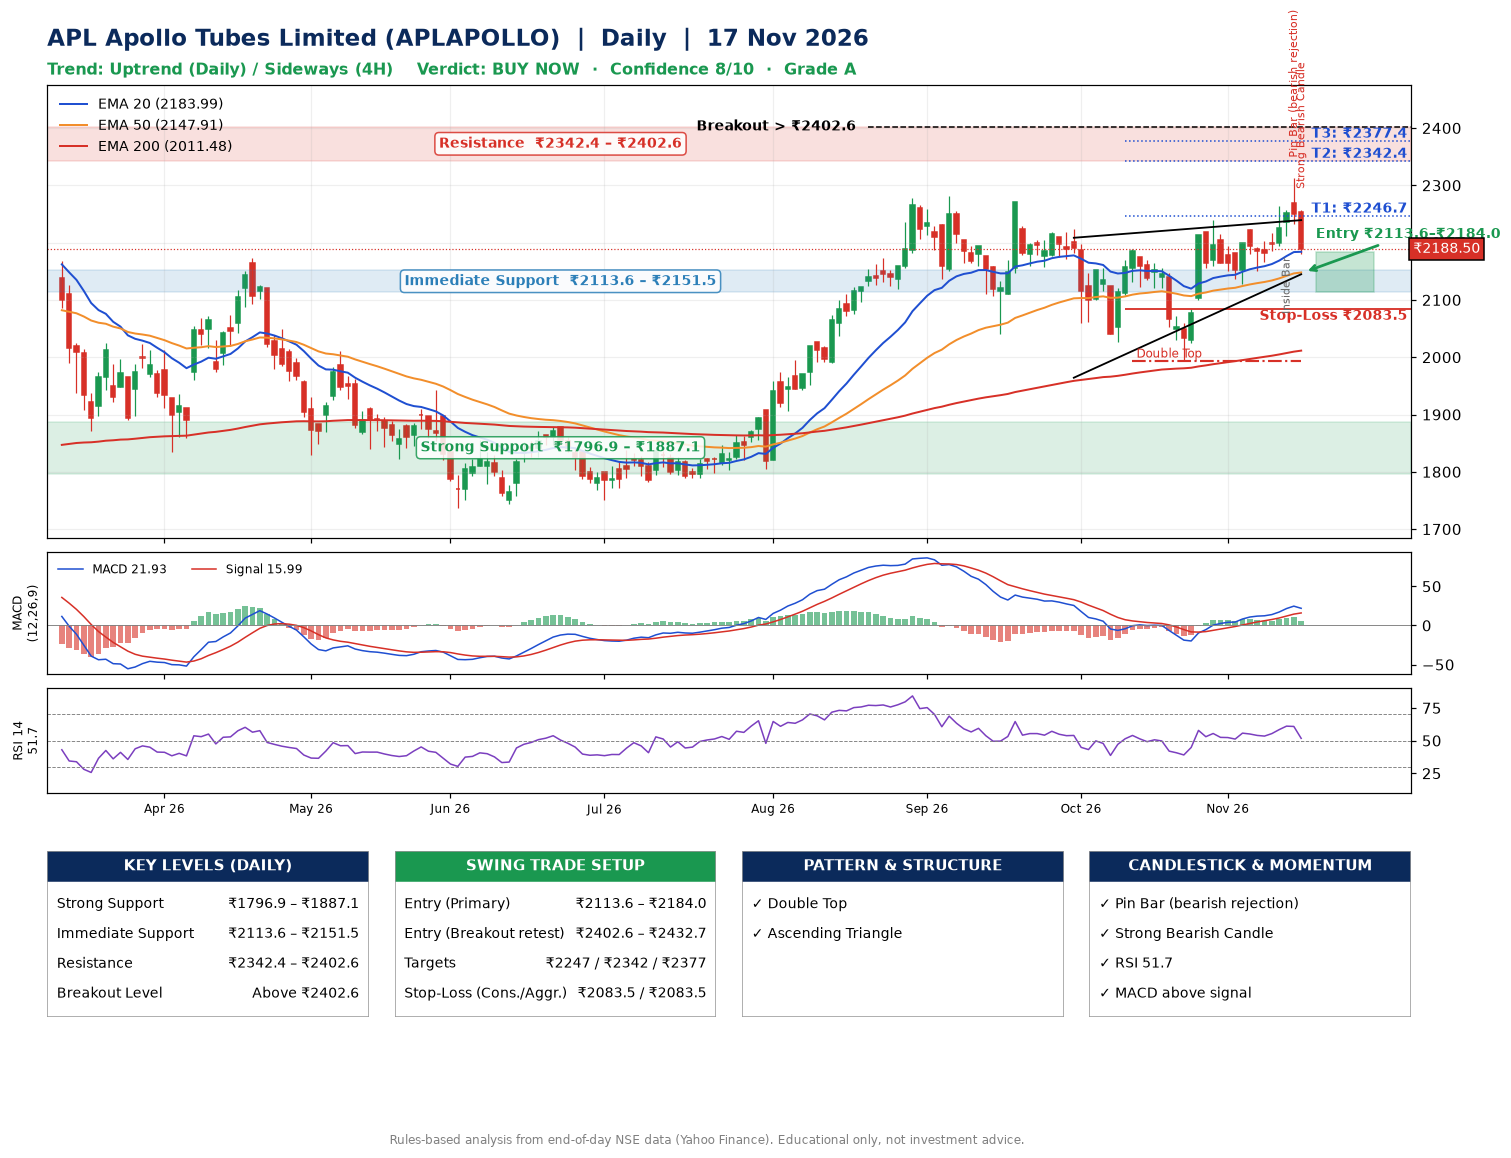 APL Apollo Tubes Limited (APLAPOLLO) | Daily | 17 Nov 2026
Trend: Uptrend (Daily) / Sideways (4H) Verdict: BUY NOW · Confidence 8/10 · Grade A
EMA 20 (2183.99)
EMA 50 (2147.91)
EMA 200 (2011.48)
Resistance ₹2342.4 – ₹2402.6
Breakout > ₹2402.6
Pin Bar (bearish rejection)
Strong Bearish Candle
T3: ₹2377.4
T2: ₹2342.4
T1: ₹2246.7
Entry ₹2113.6–₹2184.0
₹2188.50
Immediate Support ₹2113.6 – ₹2151.5
Inside Bar
Stop-Loss ₹2083.5
Double Top
Strong Support ₹1796.9 – ₹1887.1
2400
2300
2100
2000
1900
1800
1700
MACD
(12,26,9)
MACD 21.93
Signal 15.99
50
0
−50
RSI 14
51.7
75
50
25
Apr 26
May 26
Jun 26
Jul 26
Aug 26
Sep 26
Oct 26
Nov 26
KEY LEVELS (DAILY)
Strong Support ₹1796.9 – ₹1887.1
Immediate Support ₹2113.6 – ₹2151.5
Resistance ₹2342.4 – ₹2402.6
Breakout Level Above ₹2402.6
SWING TRADE SETUP
Entry (Primary) ₹2113.6 – ₹2184.0
Entry (Breakout retest) ₹2402.6 – ₹2432.7
Targets ₹2247 / ₹2342 / ₹2377
Stop-Loss (Cons./Aggr.) ₹2083.5 / ₹2083.5
PATTERN & STRUCTURE
✓ Double Top
✓ Ascending Triangle
CANDLESTICK & MOMENTUM
✓ Pin Bar (bearish rejection)
✓ Strong Bearish Candle
✓ RSI 51.7
✓ MACD above signal
Rules-based analysis from end-of-day NSE data (Yahoo Finance). Educational only, not investment advice.